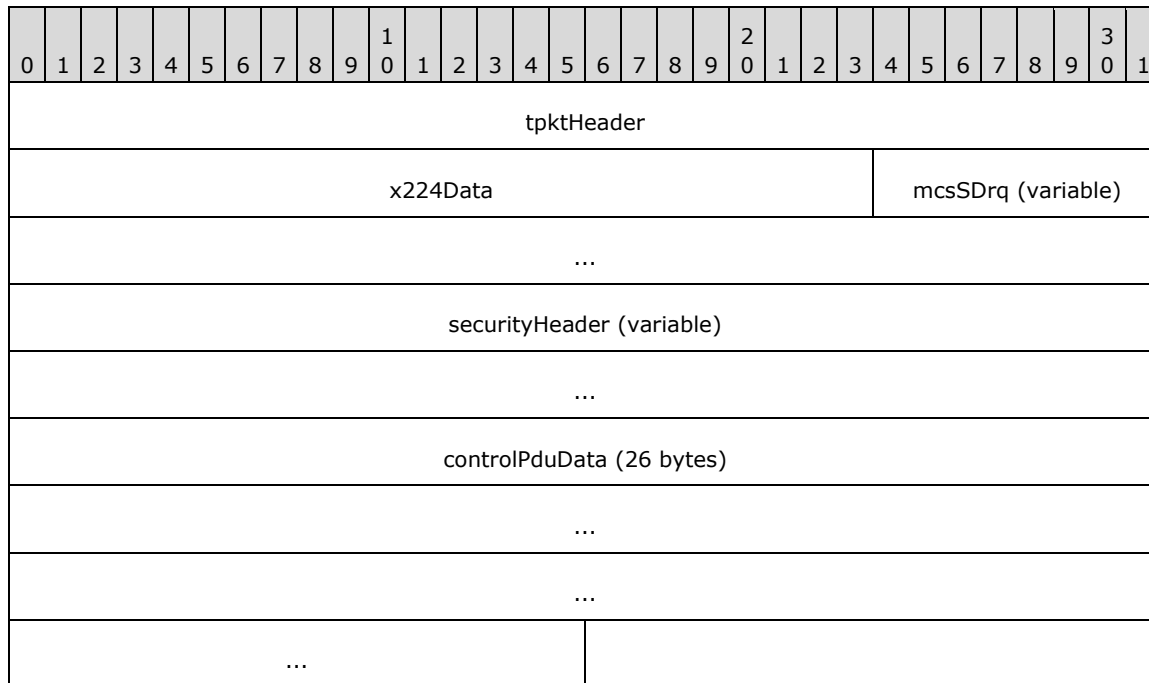 1 2 3
0 1 2 3 4 5 6 7 8 9 0 1 2 3 4 5 6 7 8 9 0 1 2 3 4 5 6 7 8 9 0 1
tpktHeader
x224Data mcsSDrq (variable)
...
securityHeader (variable)
...
controlPduData (26 bytes)
...
...
...